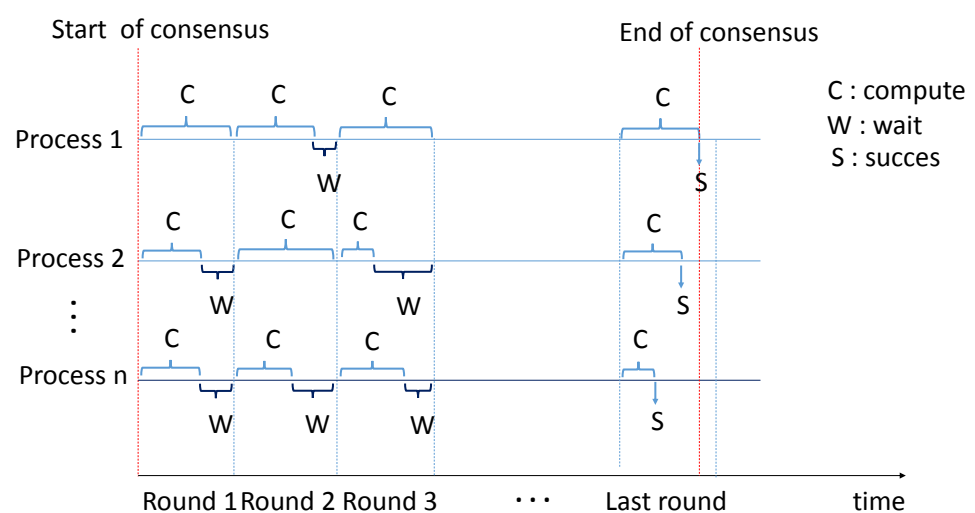 Start of consensus
End of consensus
C C C C
C : compute
Process 1
W : wait
W
S
S : succes
C C C C
Process 2
W W
S
⋮
C C C C
Process n
W W W
S
Round 1 Round 2 Round 3 ... Last round time